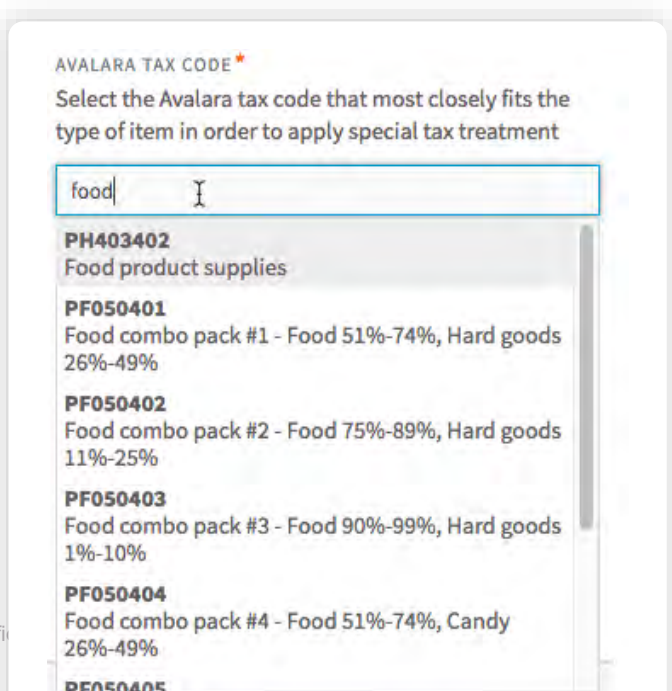 AVALARA TAX CODE*
Select the Avalara tax code that most closely fits the
type of item in order to apply special tax treatment
food
PH403402
Food product supplies
PF050401
Food combo pack #1 - Food 51%-74%, Hard goods
26%-49%
PF050402
Food combo pack #2 - Food 75%-89%, Hard goods
11%-25%
PF050403
Food combo pack #3 - Food 90%-99%, Hard goods
1%-10%
PF050404
Food combo pack #4 - Food 51%-74%, Candy
26%-49%
PF050405